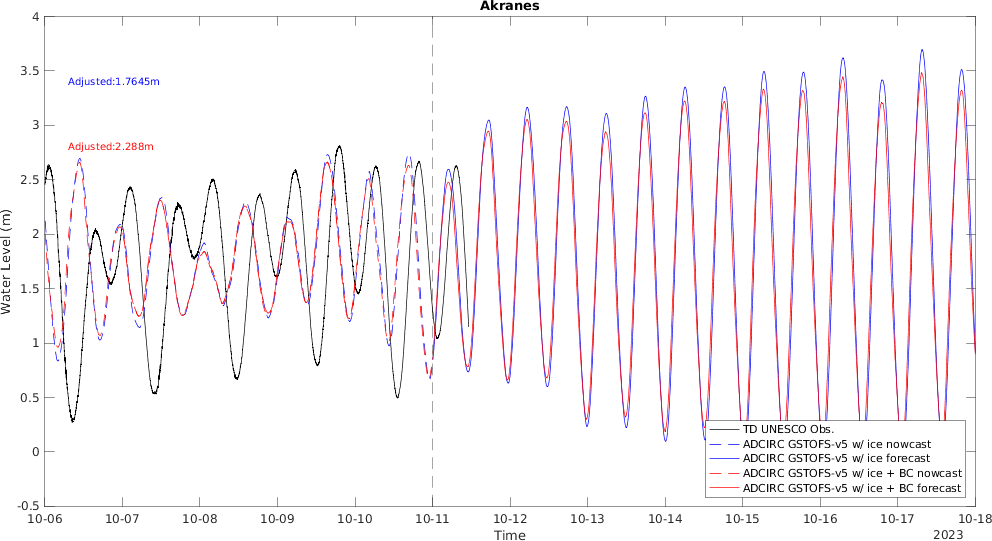 Akranes
4
3.5
3
2.5
2
1.5
1
0.5
0
-0.5
Water Level (m)
Adjusted:1.7645m
Adjusted:2.288m
TD UNESCO Obs.
ADCIRC GSTOFS-v5 w/ ice nowcast
ADCIRC GSTOFS-v5 w/ ice forecast
ADCIRC GSTOFS-v5 w/ ice + BC nowcast
ADCIRC GSTOFS-v5 w/ ice + BC forecast
10-06 10-07 10-08 10-09 10-10 10-11 10-12 10-13 10-14 10-15 10-16 10-17 10-18
Time
2023